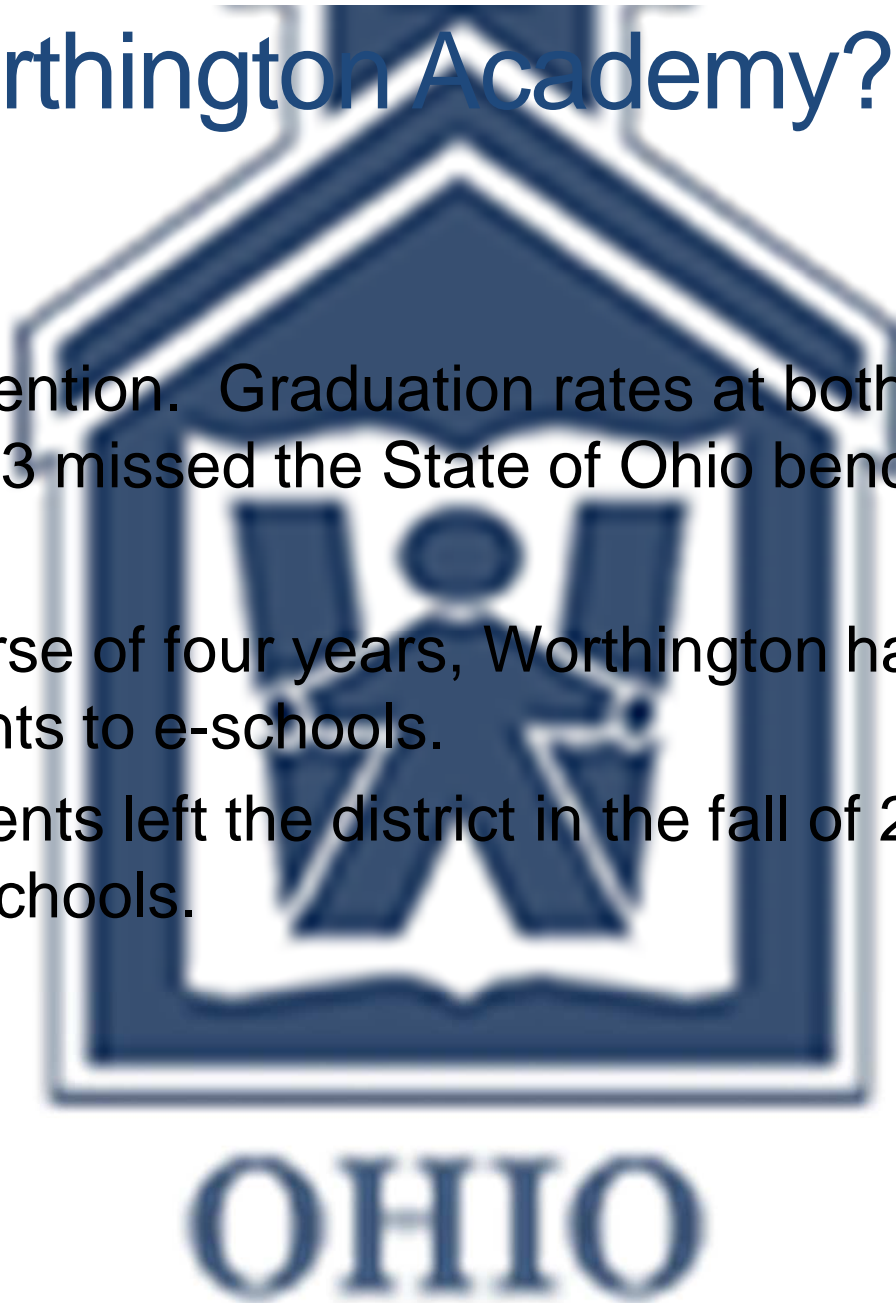 rthington Academy?
ention.  Graduation rates at both
3 missed the State of Ohio benc
rse of four years, Worthington ha
nts to e-schools.
ents left the district in the fall of 2
chools.
OHIO